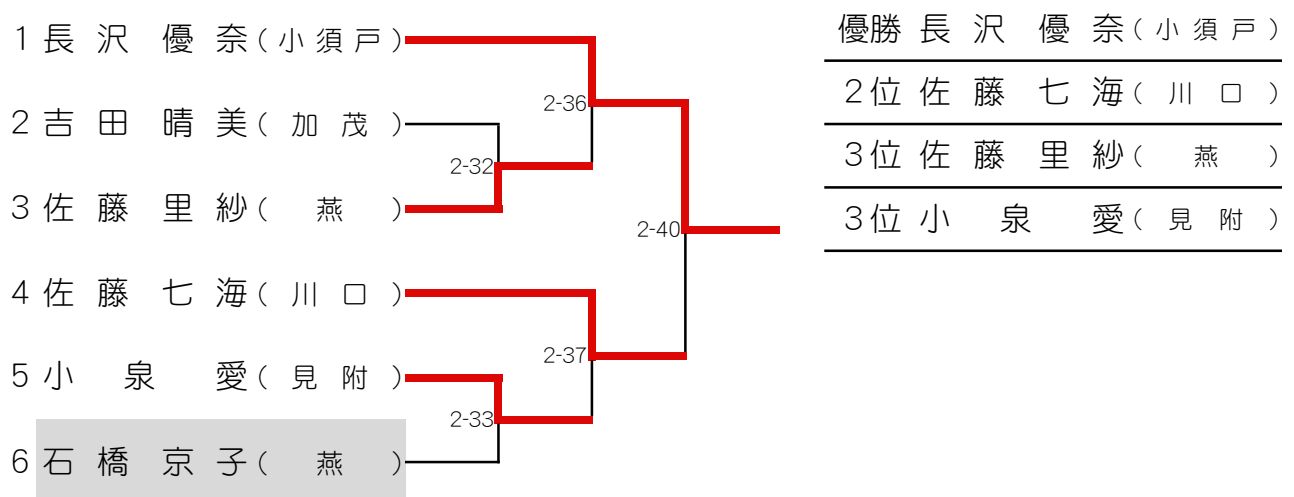 1 長沢 優奈(小須戸)
2 吉田 晴美(加茂)
3 佐藤 里紗(燕)
4 佐藤 七海(川口)
5 小泉 愛(見附)
6 石橋 京子(燕)
2-36
2-32
2-40
2-37
2-33
優勝 長沢 優奈(小須戸)
2位 佐藤 七海(川口)
3位 佐藤 里紗(燕)
3位 小泉 愛(見附)